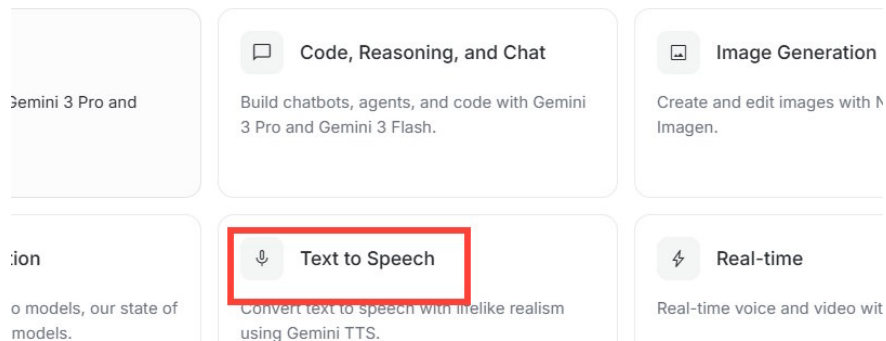 Gemini 3 Pro and
Code, Reasoning, and Chat
Build chatbots, agents, and code with Gemini
3 Pro and Gemini 3 Flash.
Image Generation
Create and edit images with
Imagen.
o models, our state of
models.
Text to Speech
Convert text to speech with lifelike realism
using Gemini TTS.
Real-time
Real-time voice and video